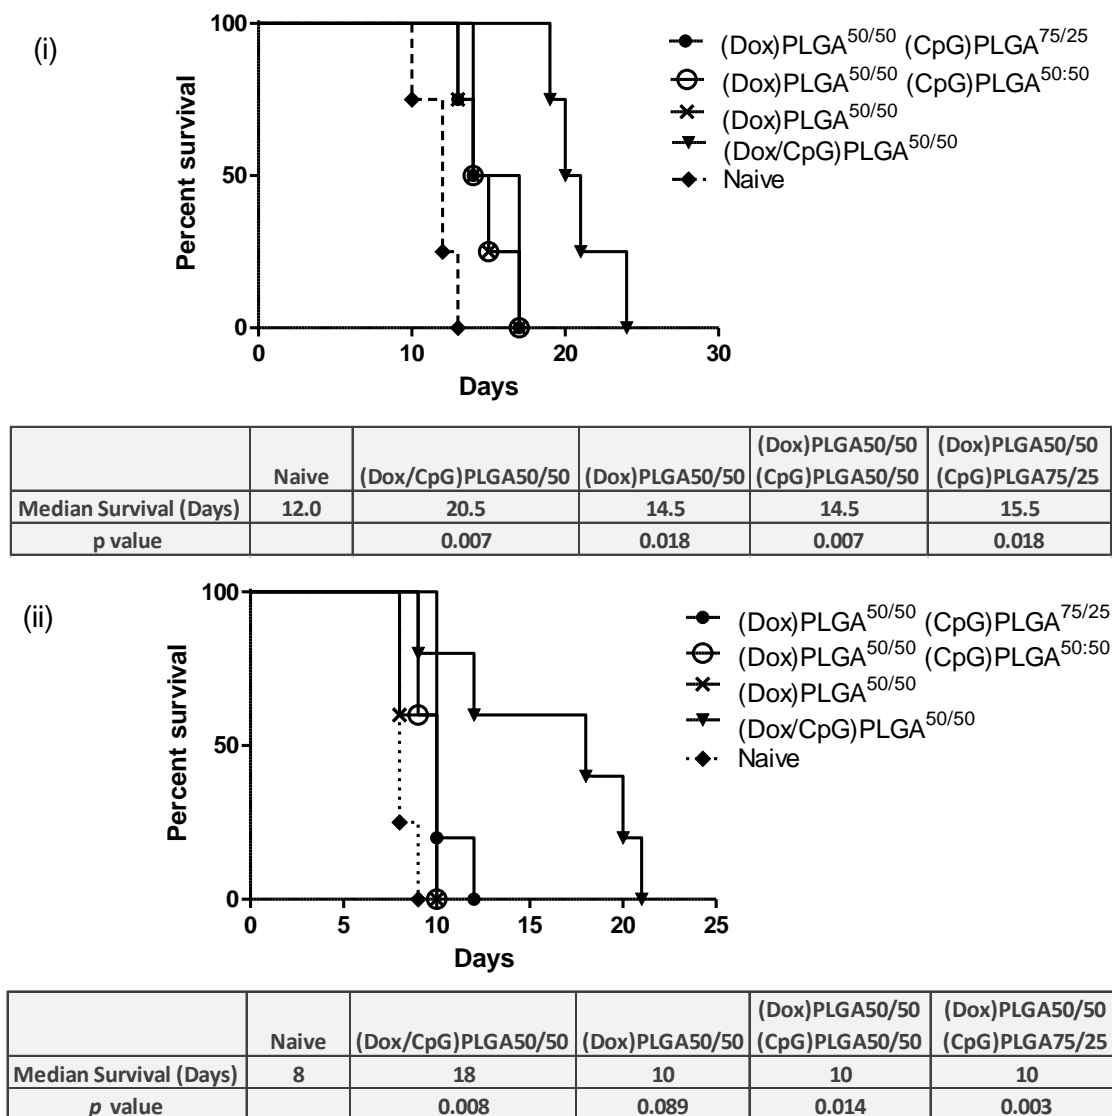 (i)
Percent survival
100
50
0
0 10 20 30
Days
(Dox)PLGA50/50 (CpG)PLGA75/25
(Dox)PLGA50/50 (CpG)PLGA50:50
(Dox)PLGA50/50
(Dox/CpG)PLGA50/50
Naive
Naive (Dox/CpG)PLGA50/50 (Dox)PLGA50/50 (Dox)PLGA50/50 (CpG)PLGA50/50 (Dox)PLGA50/50 (CpG)PLGA75/25
Median Survival (Days) 12.0 20.5 14.5 14.5 15.5
p value 0.007 0.018 0.007 0.018
(ii)
Percent survival
100
50
0
0 5 10 15 20 25
Days
(Dox)PLGA50/50 (CpG)PLGA75/25
(Dox)PLGA50/50 (CpG)PLGA50:50
(Dox)PLGA50/50
(Dox/CpG)PLGA50/50
Naive
Naive (Dox/CpG)PLGA50/50 (Dox)PLGA50/50 (Dox)PLGA50/50 (CpG)PLGA50/50 (Dox)PLGA50/50 (CpG)PLGA75/25
Median Survival (Days) 8 18 10 10 10
p value 0.008 0.089 0.014 0.003